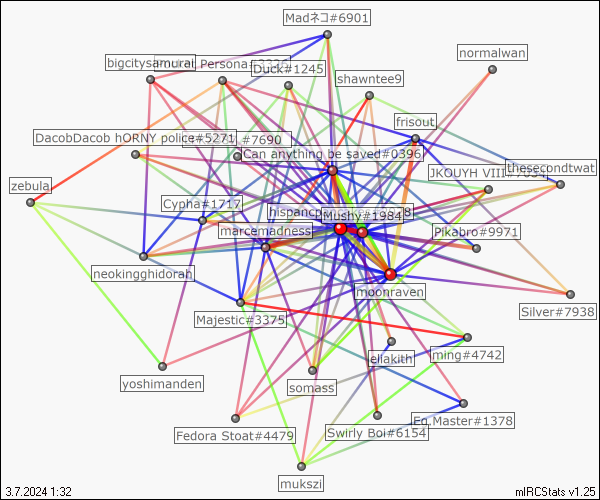 Madネコ#6901
normalwan
bigcitysamurai
Persona
Duck#1245
shawntee9
frisout
DacobDacob hORNY police#5271
#7690
Can anything be saved#0396
JKOUYH VIII
thesecondtwat
zebula
Cypha#1717
Mushy#1984
marcemadness
Pikabro#9971
neokingghidorah
moonraven
Majestic#3375
Silver#7938
ming#4742
eliakith
yoshimanden
somass
Eq.Master#1378
Fedora Stoat#4479
Swirly Boi#6154
mukszi
3.7.2024 1:32
mIRCStats v1.25